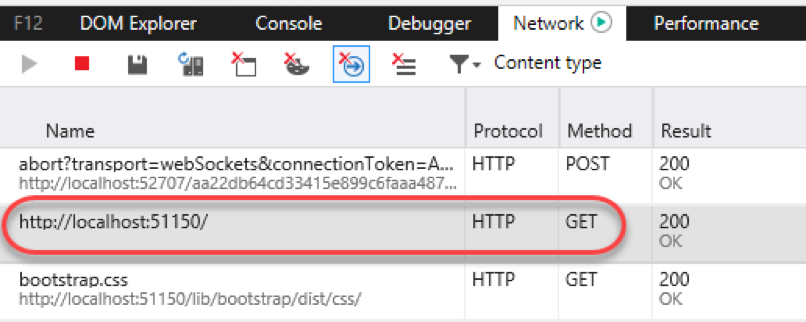 F12 DOM Explorer Console Debugger Network Performance
Content type
Name Protocol Method Result
abort?transport=webSockets&connectionToken=A... HTTP POST 200
http://localhost:52707/aa22db64cd33415e899c6faaa487... OK
http://localhost:51150/ HTTP GET 200
OK
bootstrap.css HTTP GET 200
http://localhost:51150/lib/bootstrap/dist/css/ OK